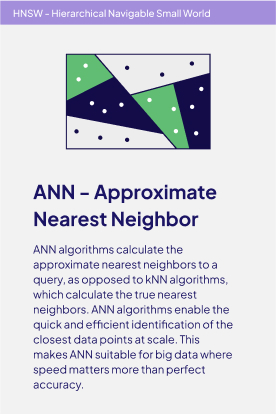 HNSW – Hierarchical Navigable Small World
ANN – Approximate
Nearest Neighbor
ANN algorithms calculate the
approximate nearest neighbors to a
query, as opposed to kNN algorithms,
which calculate the true nearest
neighbors. ANN algorithms enable the
quick and efficient identification of the
closest data points at scale. This
makes ANN suitable for big data where
speed matters more than perfect
accuracy.